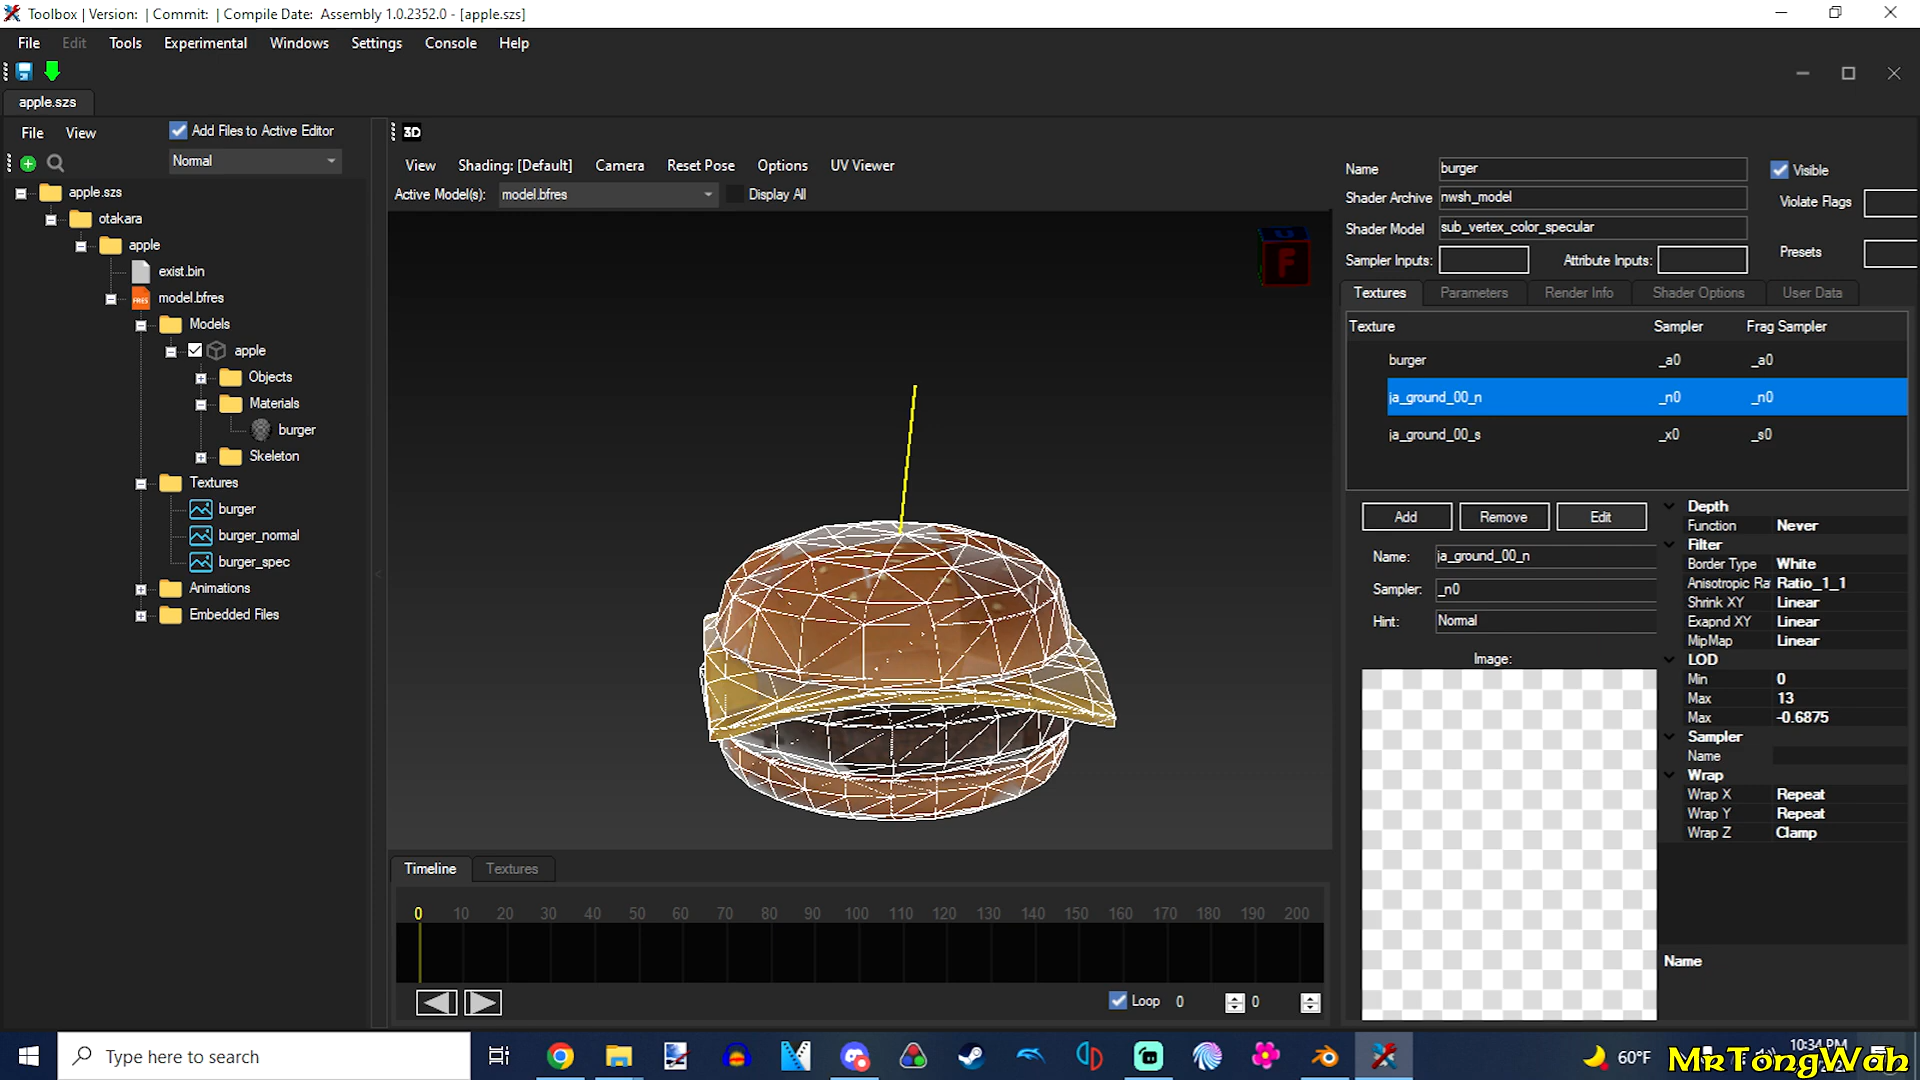 Toolbox | Version: | Commit: | Compile Date: Assembly 1.0.2352.0 - [apple.szs]
File Edit Tools Experimental Windows Settings Console Help
apple.szs
File View Add Files to Active Editor
Normal
apple.szs
otakara
apple
exist.bin
FRES model.bfres
Models
apple
Objects
Materials
burger
Skeleton
Textures
burger
burger_normal
burger_spec
Animations
Embedded Files
3D
View Shading: [Default] Camera Reset Pose Options UV Viewer
Active Model(s): model.bfres Display All
U
F
Timeline Textures
0 10 20 30 40 50 60 70 80 90 100 110 120 130 140 150 160 170 180 190 200
Loop 0 0
Name burger Visible
Shader Archive nwsh_model Violate Flags
Shader Model sub_vertex_color_specular
Sampler Inputs: Attribute Inputs: Presets
Textures Parameters Render Info Shader Options User Data
Texture Sampler Frag Sampler
burger _a0 _a0
ja_ground_00_n _n0 _n0
ja_ground_00_s _x0 _s0
Add Remove Edit
Name: ja_ground_00_n
Sampler: _n0
Hint: Normal
Image:
Depth
Function Never
Filter
Border Type White
Anisotropic Ra Ratio_1_1
Shrink XY Linear
Exapnd XY Linear
MipMap Linear
LOD
Min 0
Max 13
Max -0.6875
Sampler
Name
Wrap
Wrap X Repeat
Wrap Y Repeat
Wrap Z Clamp
Name
Type here to search
60°F
10:34 PM
MrTongWah